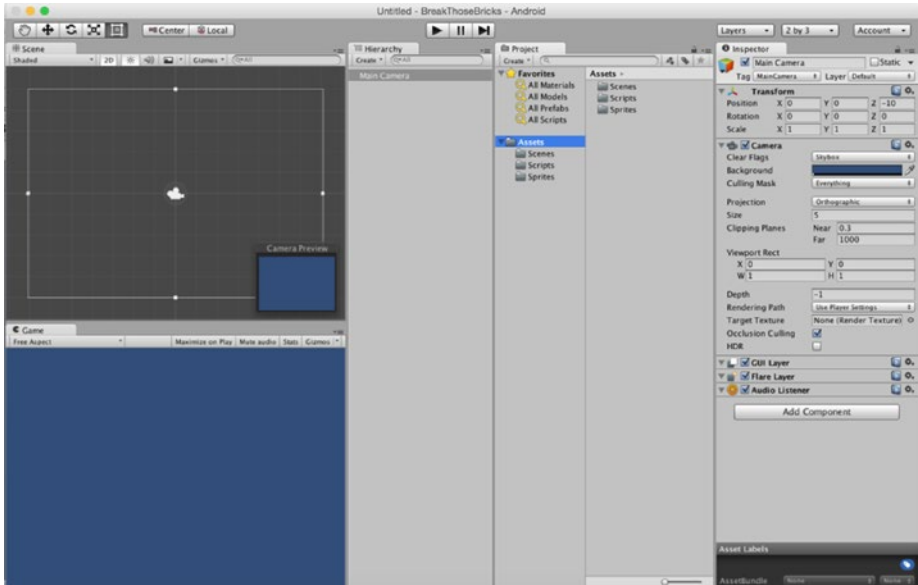 Untitled - BreakThoseBricks - Android
Center Local
Layers 2 by 3 Account
Scene
Shaded 2D Gizmos All
Camera Preview
Game
Free Aspect Maximize on Play Mute audio Stats Gizmos
Hierarchy
Create All
Main Camera
Project
Create
Favorites
All Materials
All Models
All Prefabs
All Scripts
Assets
Scenes
Scripts
Sprites
Assets
Scenes
Scripts
Sprites
Inspector
Main Camera Static
Tag MainCamera Layer Default
Transform
Position X 0 Y 0 Z -10
Rotation X 0 Y 0 Z 0
Scale X 1 Y 1 Z 1
Camera
Clear Flags Skybox
Background
Culling Mask Everything
Projection Orthographic
Size 5
Clipping Planes Near 0.3
Far 1000
Viewport Rect
X 0 Y 0
W 1 H 1
Depth -1
Rendering Path Use Player Settings
Target Texture None (Render Texture)
Occlusion Culling
HDR
GUI Layer
Flare Layer
Audio Listener
Add Component
Asset Labels
AssetBundle None None